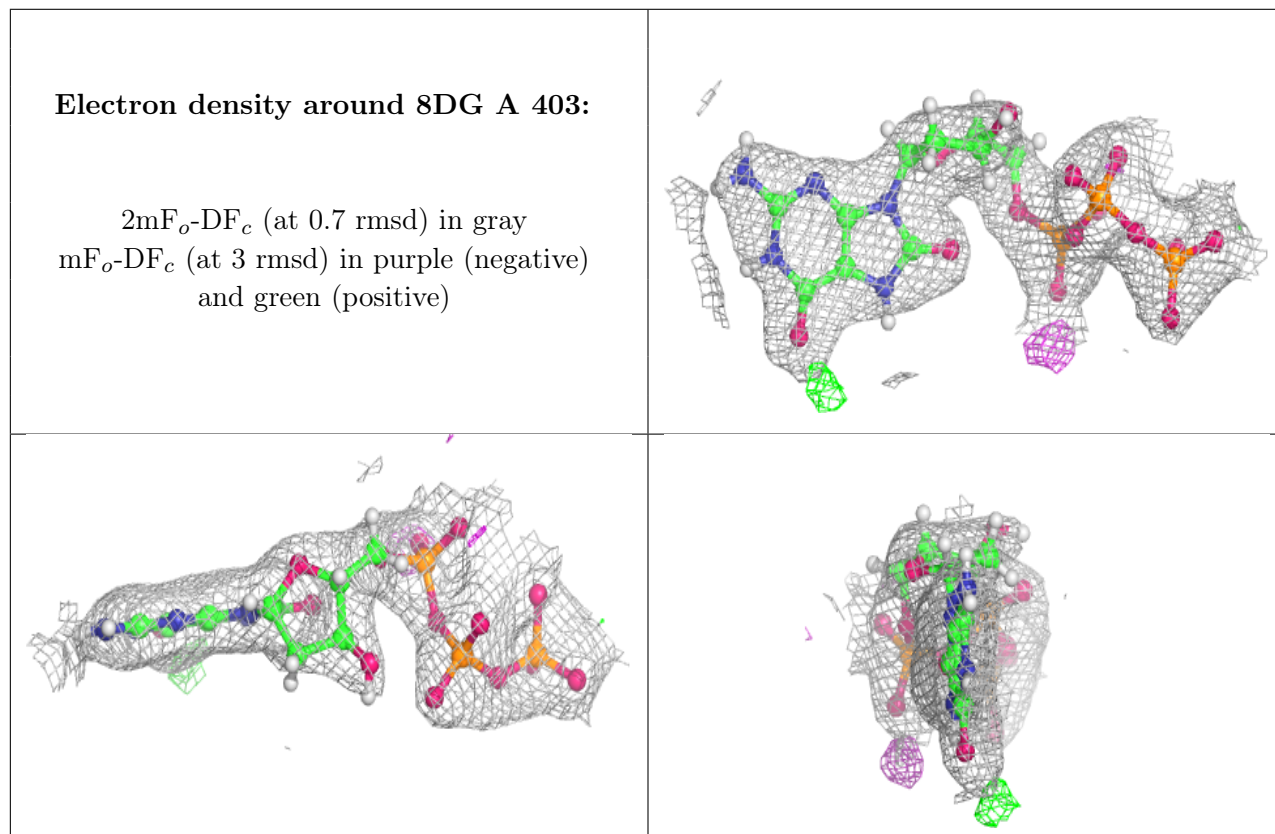 Electron density around 8DG A 403:
2mFo-DFc (at 0.7 rmsd) in gray
mFo-DFc (at 3 rmsd) in purple (negative)
and green (positive)